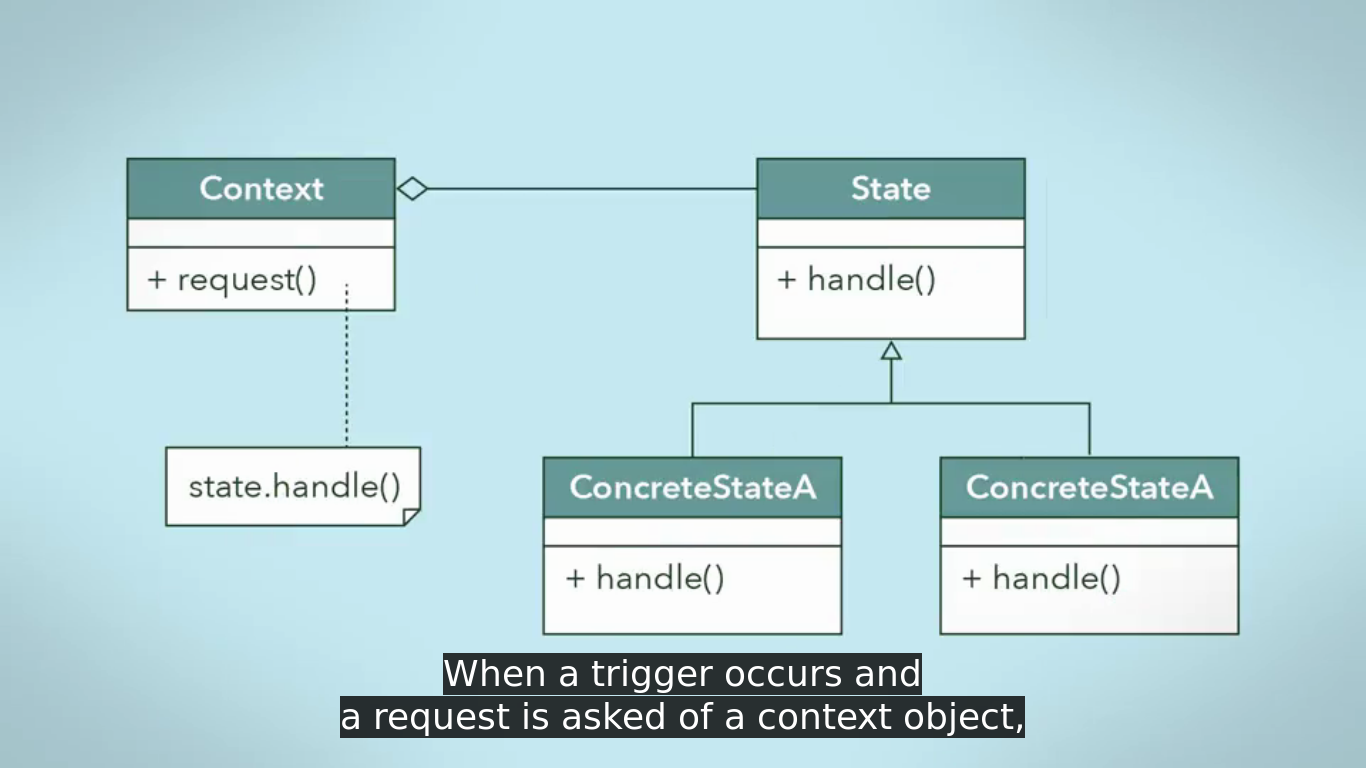 Context
State
+ request()
+ handle()
state.handle()
ConcreteStateA
ConcreteStateA
+ handle()
+ handle()
When a trigger occurs and
a request is asked of a context object,